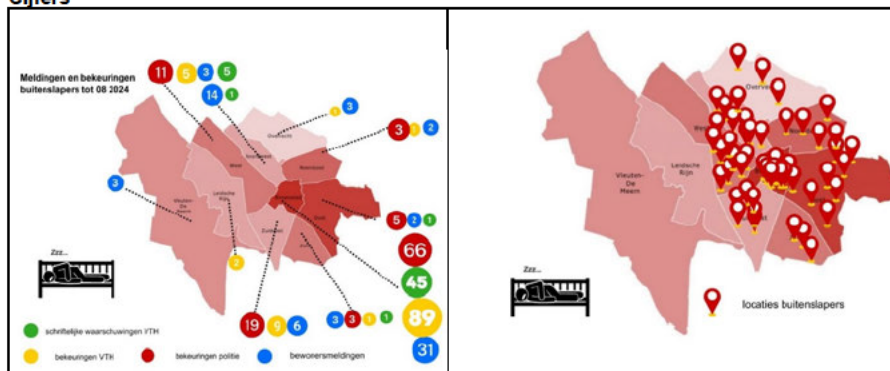 Cijfers
Meldingen en bekeuringen
buitenslapers tot 08 2024
11 5 3 5
14 1
1 3
3 1 2
Overvecht
West
Noordwest
Noordoost
3
Vleuten-
De
Meern
Leidsche
Rijn
Binnenstad
Oost
Zuidwest
Zuid
5 2 1
66
45
89
31
2
19 9 6
3 3 1 1
Zzz...
schriftelijke waarschuwingen VTH
bekeuringen VTH
bekeuringen politie
bewonersmeldingen
Overvecht
Leidsche
Rijn
Vleuten-
De
Meern
Zzz...
locaties buitenslapers